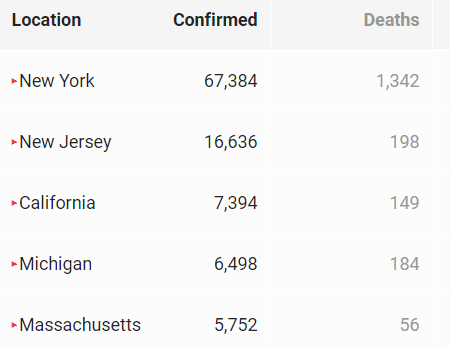 Location Confirmed Deaths
New York 67,384 1,342
New Jersey 16,636 198
California 7,394 149
Michigan 6,498 184
Massachusetts 5,752 56